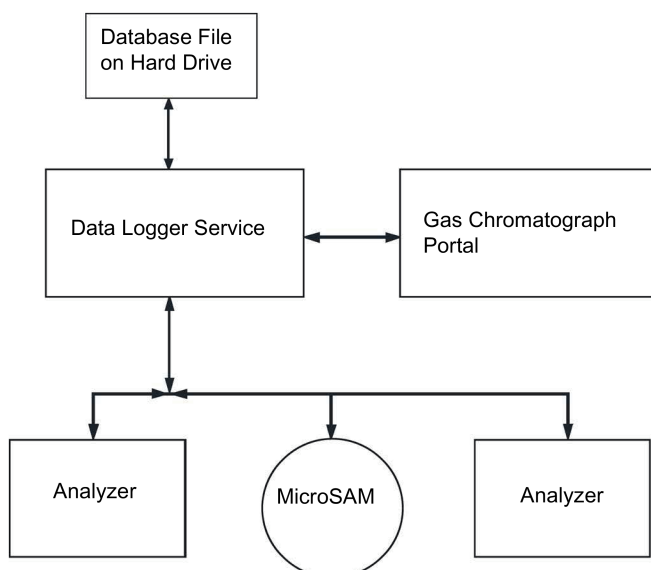 Database File
on Hard Drive
Data Logger Service
Gas Chromatograph
Portal
Analyzer
MicroSAM
Analyzer